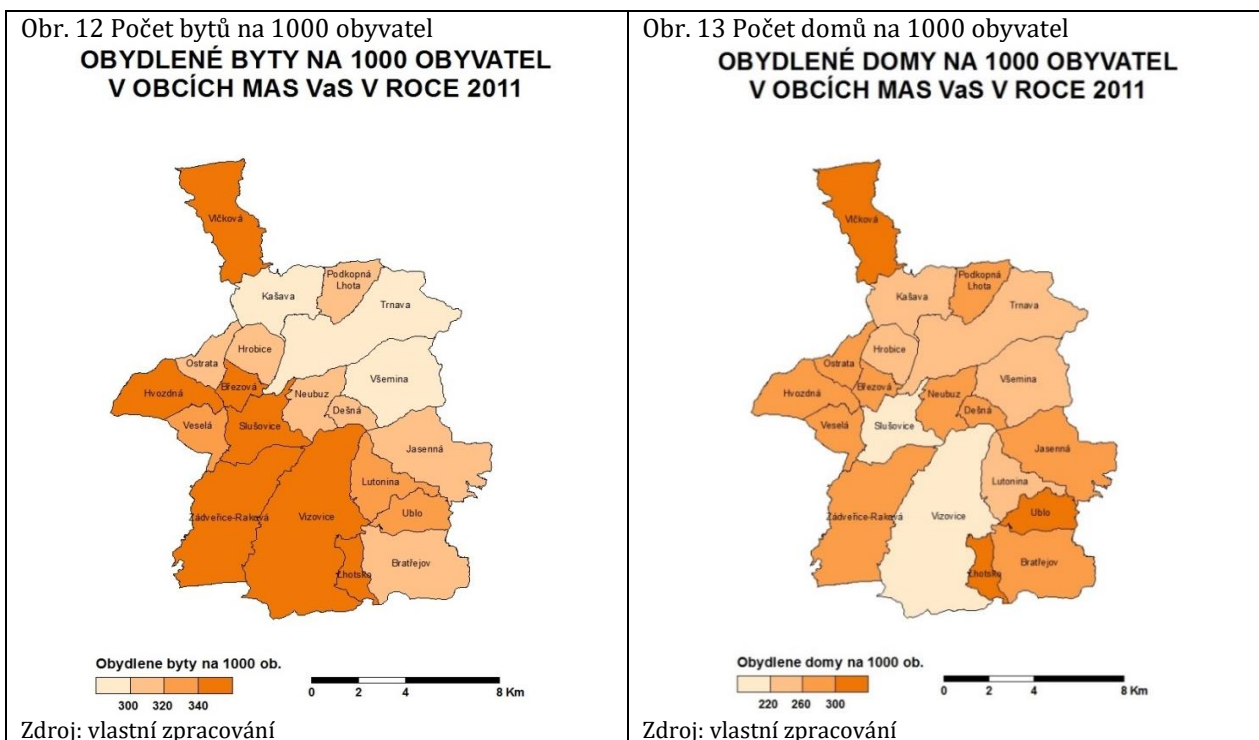 Obr. 12 Počet bytů na 1000 obyvatel
OBYDLENÉ BYTY NA 1000 OBYVATEL
V OBCÍCH MAS VaS V ROCE 2011
Vlčková
Podkopná
Lhota
Kašava
Trnava
Hrobice
Ostrata
Všemina
Hvozdná
Březová
Neubuz
Dešná
Veselá
Slušovice
Jasenná
Lutonina
Zádveřice-Raková
Vizovice
Ublo
Lhotsko
Bratřejov
Obydlene byty na 1000 ob.
300 320 340
0 2 4 8 Km
Zdroj: vlastní zpracování
Obr. 13 Počet domů na 1000 obyvatel
OBYDLENÉ DOMY NA 1000 OBYVATEL
V OBCÍCH MAS VaS V ROCE 2011
Vlčková
Podkopná
Lhota
Kašava
Trnava
Hrobice
Ostrata
Všemina
Hvozdná
Březová
Neubuz
Dešná
Veselá
Slušovice
Jasenná
Lutonina
Zádveřice-Raková
Vizovice
Ublo
Lhotsko
Bratřejov
Obydlene domy na 1000 ob.
220 260 300
0 2 4 8 Km
Zdroj: vlastní zpracování